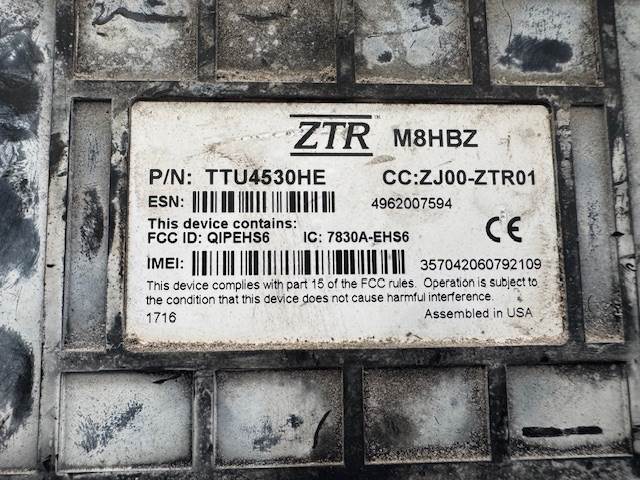 ZTR™ M8HBZ
P/N: TTU4530HE CC:ZJ00-ZTR01
ESN: 4962007594
This device contains:
FCC ID: QIPEHS6 IC: 7830A-EHS6
CE
IMEI: 357042060792109
This device complies with part 15 of the FCC rules. Operation is subject to
the condition that this device does not cause harmful interference.
1716 Assembled in USA